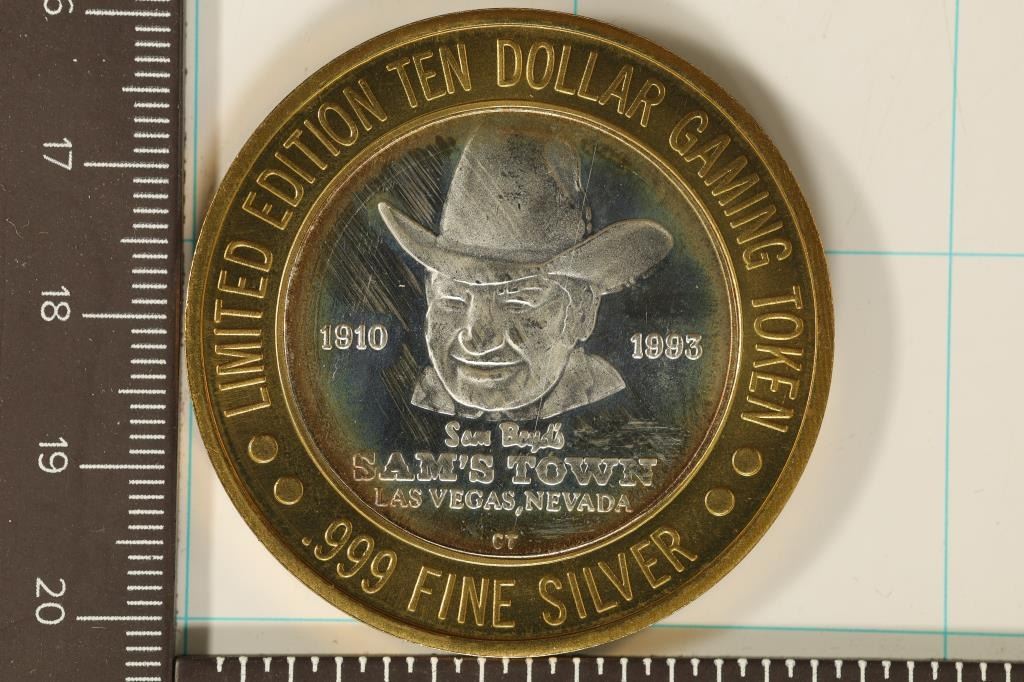 LIMITED EDITION TEN DOLLAR GAMING TOKEN
1910
1993
Sam Boyd's
SAM'S TOWN
LAS VEGAS, NEVADA
CT
.999 FINE SILVER
16
17
18
19
20